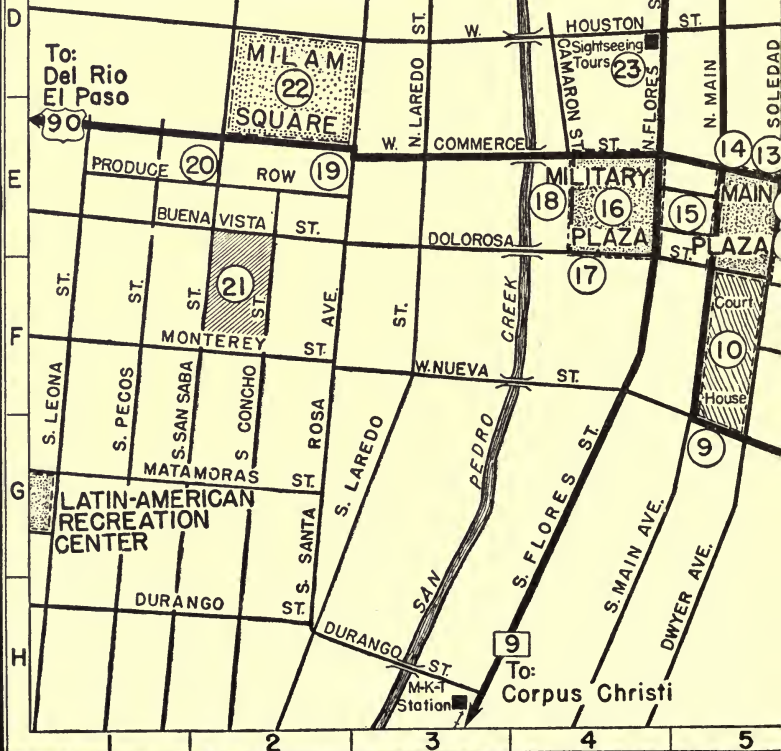 D
E
F
G
H
2
3
4
5
To:
Del Rio
El Paso
90
MILAM
22
SQUARE
N. LAREDO
ST.
W.
HOUSTON
ST.
Sightseeing
Tours
23
CAMARON ST.
N. FLORES
S
N. MAIN
SOLEDAD
W.
COMMERCE
ST.
14
13
PRODUCE
20
ROW
19
MILITARY
18
16
PLAZA
17
15
MAIN
PLAZA
BUENA VISTA
ST.
DOLOROSA
ST.
21
ST.
ST.
ST.
ST.
AVE.
ST.
CREEK
Court
10
House
MONTEREY
ST.
W. NUEVA
ST.
S. LEONA
S. PECOS
S. SAN SABA
S CONCHO
ROSA
S. LAREDO
9
ST.
MATAMORAS
ST.
PEDRO
LATIN-AMERICAN
RECREATION
CENTER
S. SANTA
S. FLORES
S. MAIN AVE.
DWYER AVE.
SAN
DURANGO
ST.
DURANGO
ST.
9
To:
Corpus Christi
M-K-T
Station